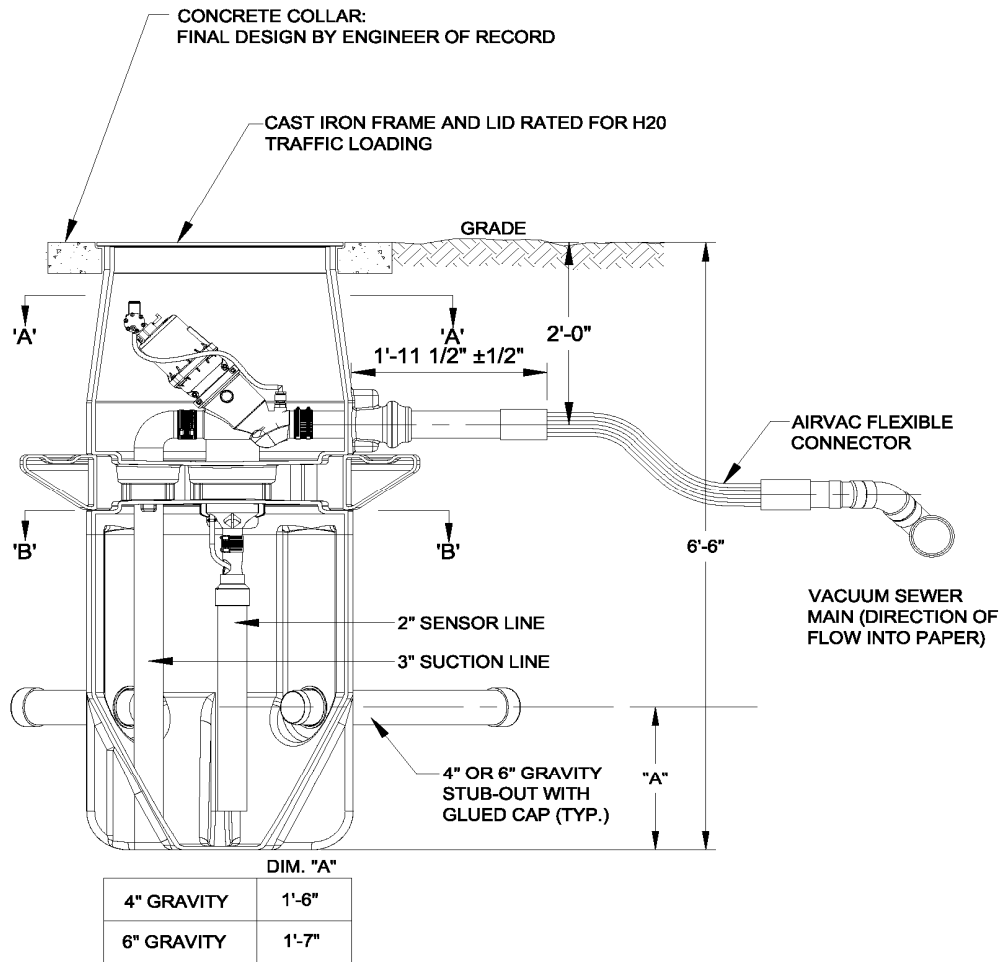 CONCRETE COLLAR:
FINAL DESIGN BY ENGINEER OF RECORD
CAST IRON FRAME AND LID RATED FOR H20
TRAFFIC LOADING
GRADE
'A'
'A'
2'-0"
1'-11 1/2" ±1/2"
AIRVAC FLEXIBLE
CONNECTOR
'B'
'B'
6'-6"
VACUUM SEWER
MAIN (DIRECTION OF
FLOW INTO PAPER)
2" SENSOR LINE
3" SUCTION LINE
4" OR 6" GRAVITY
STUB-OUT WITH
GLUED CAP (TYP.)
"A"
DIM. "A"
4" GRAVITY 1'-6"
6" GRAVITY 1'-7"